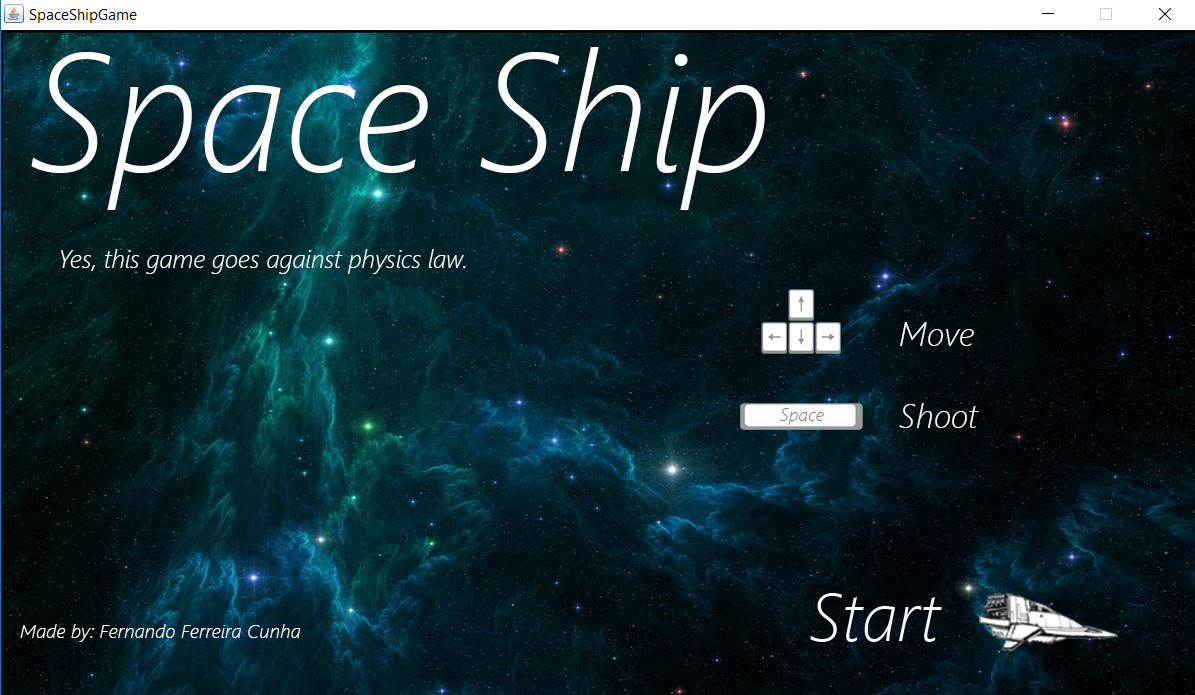 SpaceShipGame
Space Ship
Yes, this game goes against physics law.
↑
← ↓ →
Move
Space
Shoot
Start
Made by: Fernando Ferreira Cunha